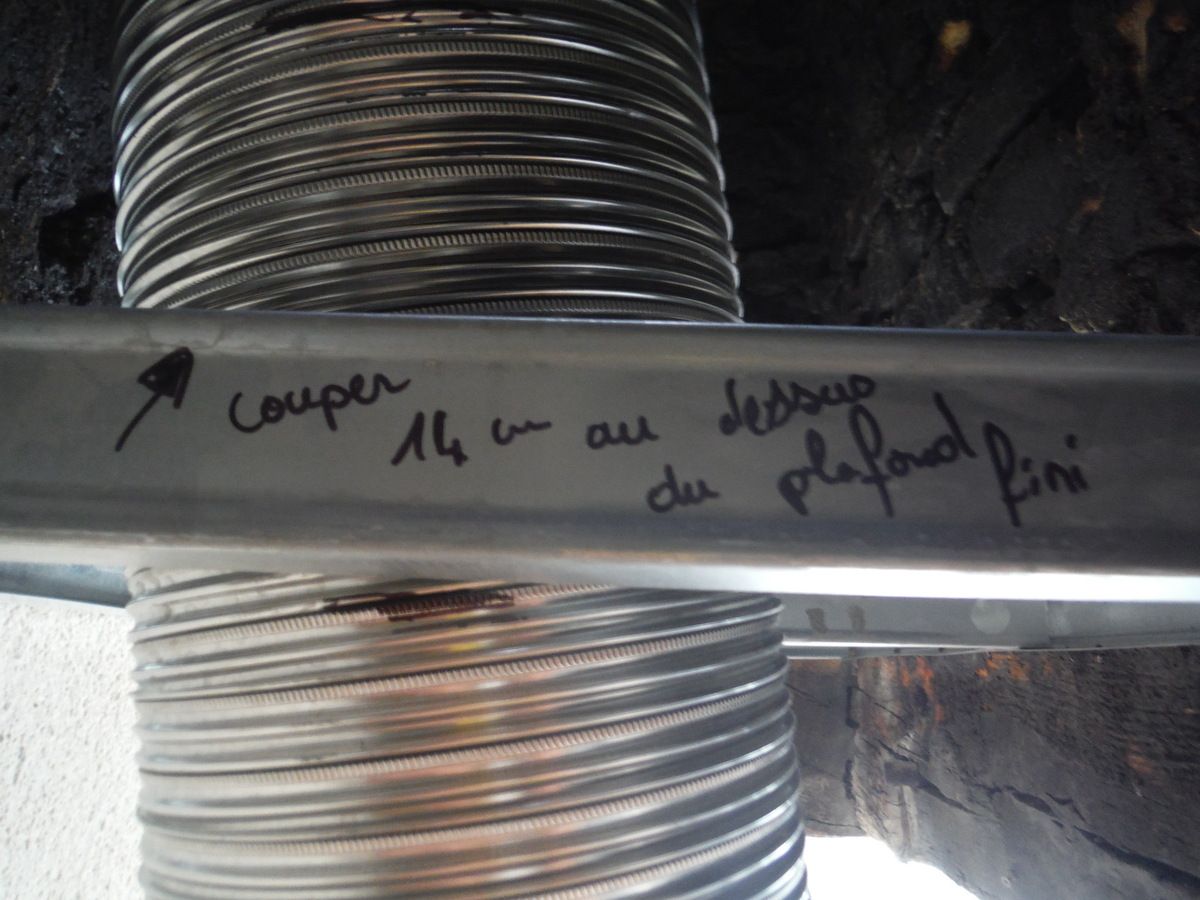 couper
14 cm au dessus
du plafond fini